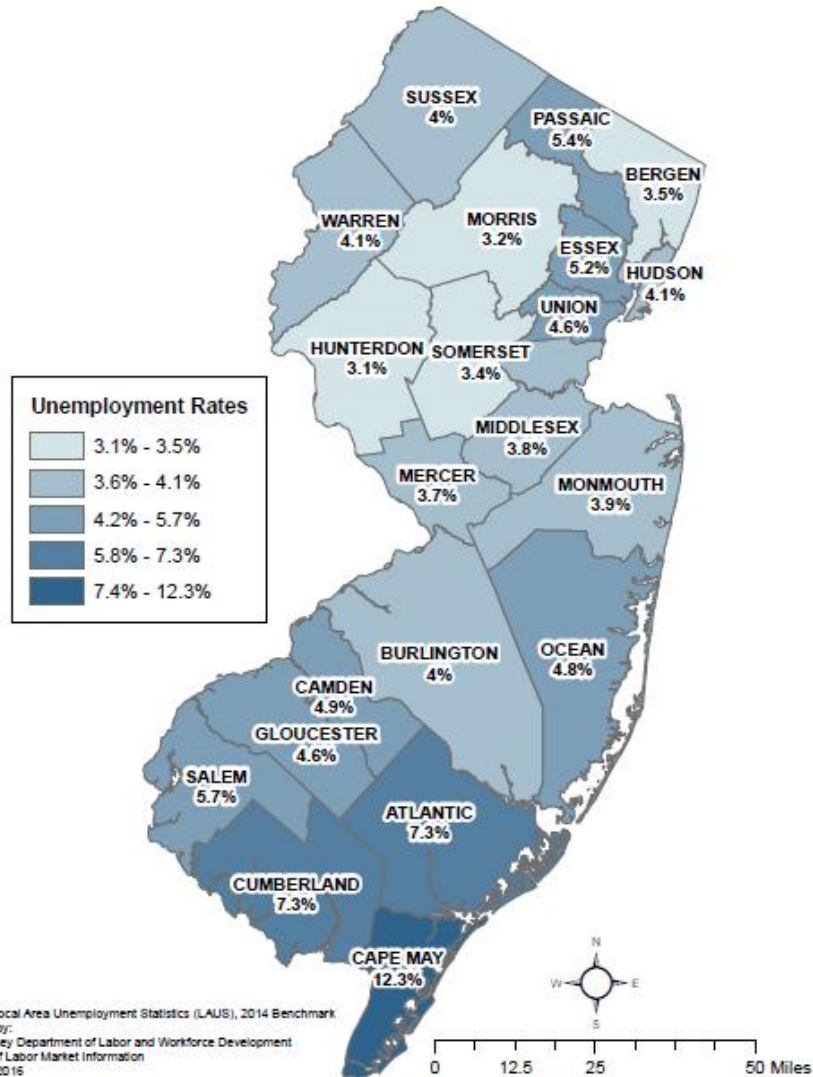 SUSSEX
4%
PASSAIC
5.4%
BERGEN
3.5%
WARREN
4.1%
MORRIS
3.2%
ESSEX
5.2%
HUDSON
4.1%
UNION
4.6%
HUNTERDON
3.1%
SOMERSET
3.4%
Unemployment Rates
3.1% - 3.5%
3.6% - 4.1%
4.2% - 5.7%
5.8% - 7.3%
7.4% - 12.3%
MIDDLESEX
3.8%
MERCER
3.7%
MONMOUTH
3.9%
BURLINGTON
4%
OCEAN
4.8%
CAMDEN
4.9%
GLOUCESTER
4.6%
SALEM
5.7%
ATLANTIC
7.3%
CUMBERLAND
7.3%
CAPE MAY
12.3%
N
W E
S
ocal Area Unemployment Statistics (LAUS), 2014 Benchmark
by:
ey Department of Labor and Workforce Development
of Labor Market Information
2016
0 12.5 25 50 Miles